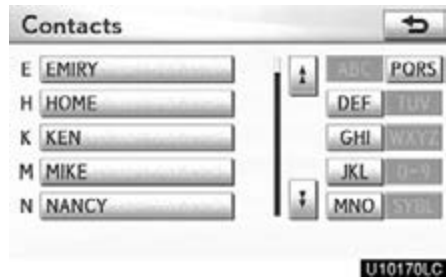 Contacts
E EMIRY ABC PQRS
H HOME DEF TUV
K KEN GHI WXYZ
M MIKE JKL 0-9
N NANCY MNO SYBL
U10170LC